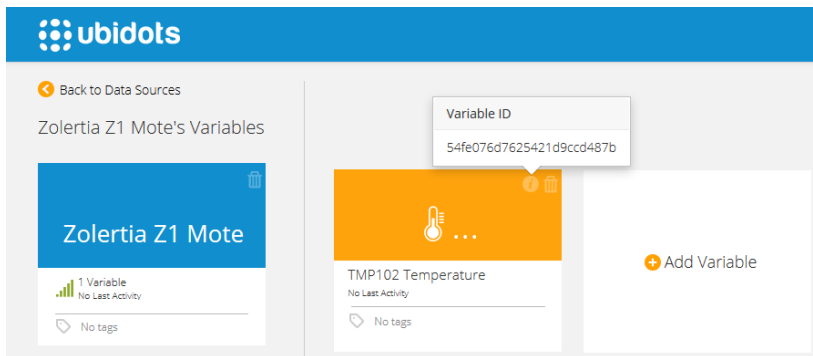 ubidots
Back to Data Sources
Zolertia Z1 Mote's Variables
Variable ID
54fe076d7625421d9ccd487b
Zolertia Z1 Mote
1 Variable
No Last Activity
No tags
...
TMP102 Temperature
No Last Activity
No tags
Add Variable